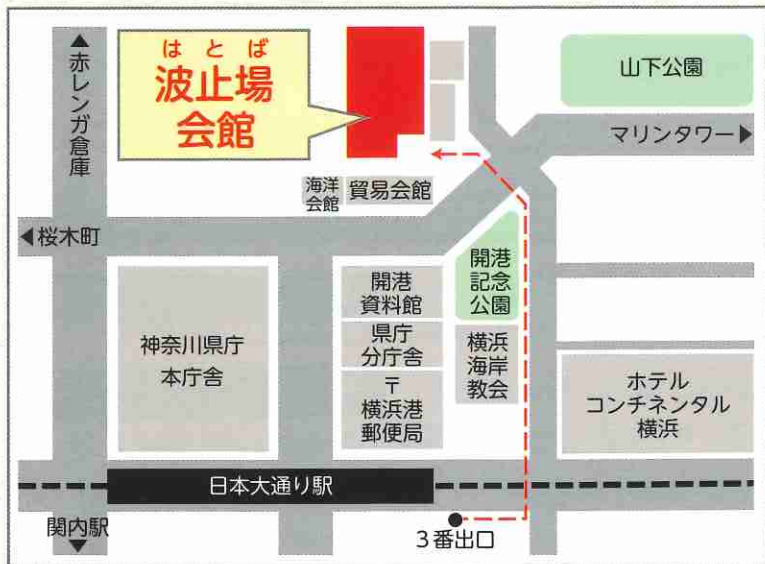 ▲赤レンガ倉庫
はとば
波止場
会館
山下公園
マリンタワー▶
海洋
会館
貿易会館
◀桜木町
開港
記念
公園
開港
資料館
神奈川県庁
本庁舎
県庁
分庁舎
横浜
海岸
教会
〒
横浜港
郵便局
ホテル
コンチネンタル
横浜
日本大通り駅
関内駅
▼
3番出口